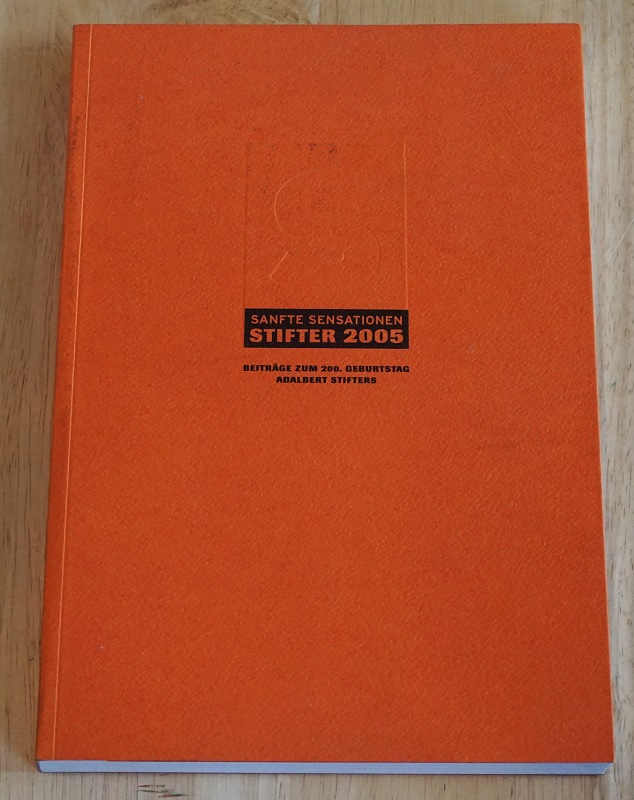 SANFTE SENSATIONEN
STIFTER 2005
BEITRÄGE ZUM 200. GEBURTSTAG
ADALBERT STIFTERS